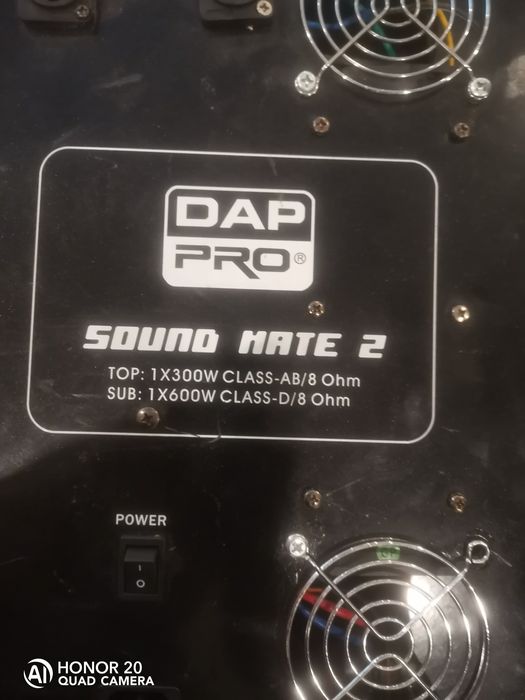 DAP
PRO®
SOUND MATE 2
TOP: 1X300W CLASS-AB/8 Ohm
SUB: 1X600W CLASS-D/8 Ohm
POWER
I
O
AI HONOR 20
QUAD CAMERA